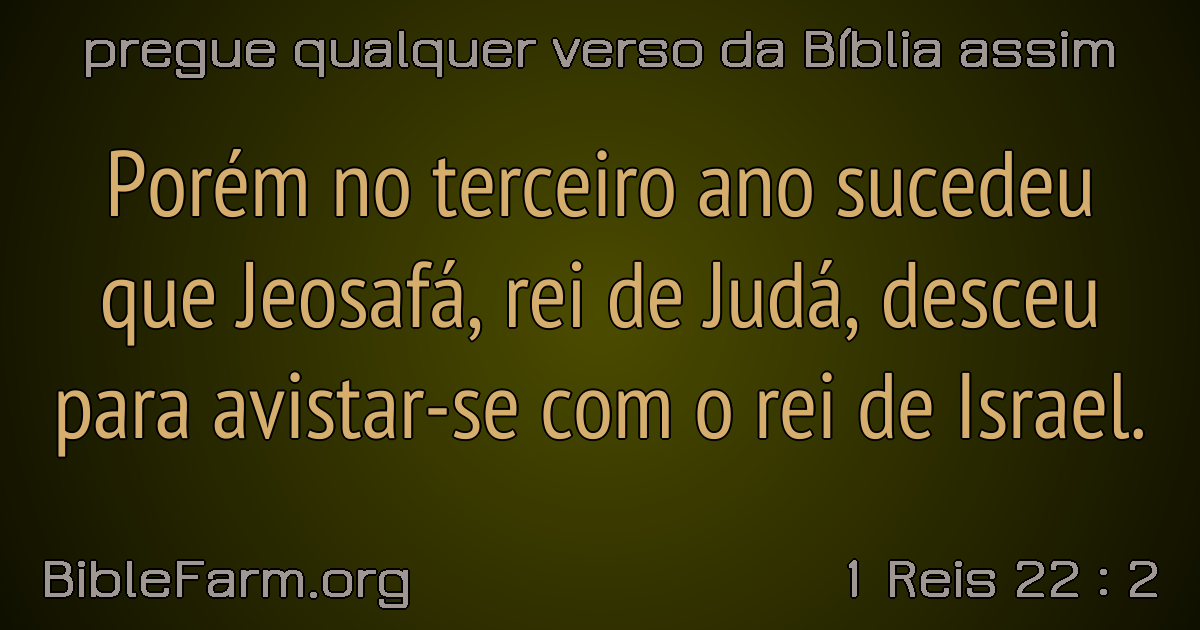 pregue qualquer verso da Bíblia assim
Porém no terceiro ano sucedeu
que Jeosafá, rei de Judá, desceu
para avistar-se com o rei de Israel.
BibleFarm.org
1 Reis 22 : 2